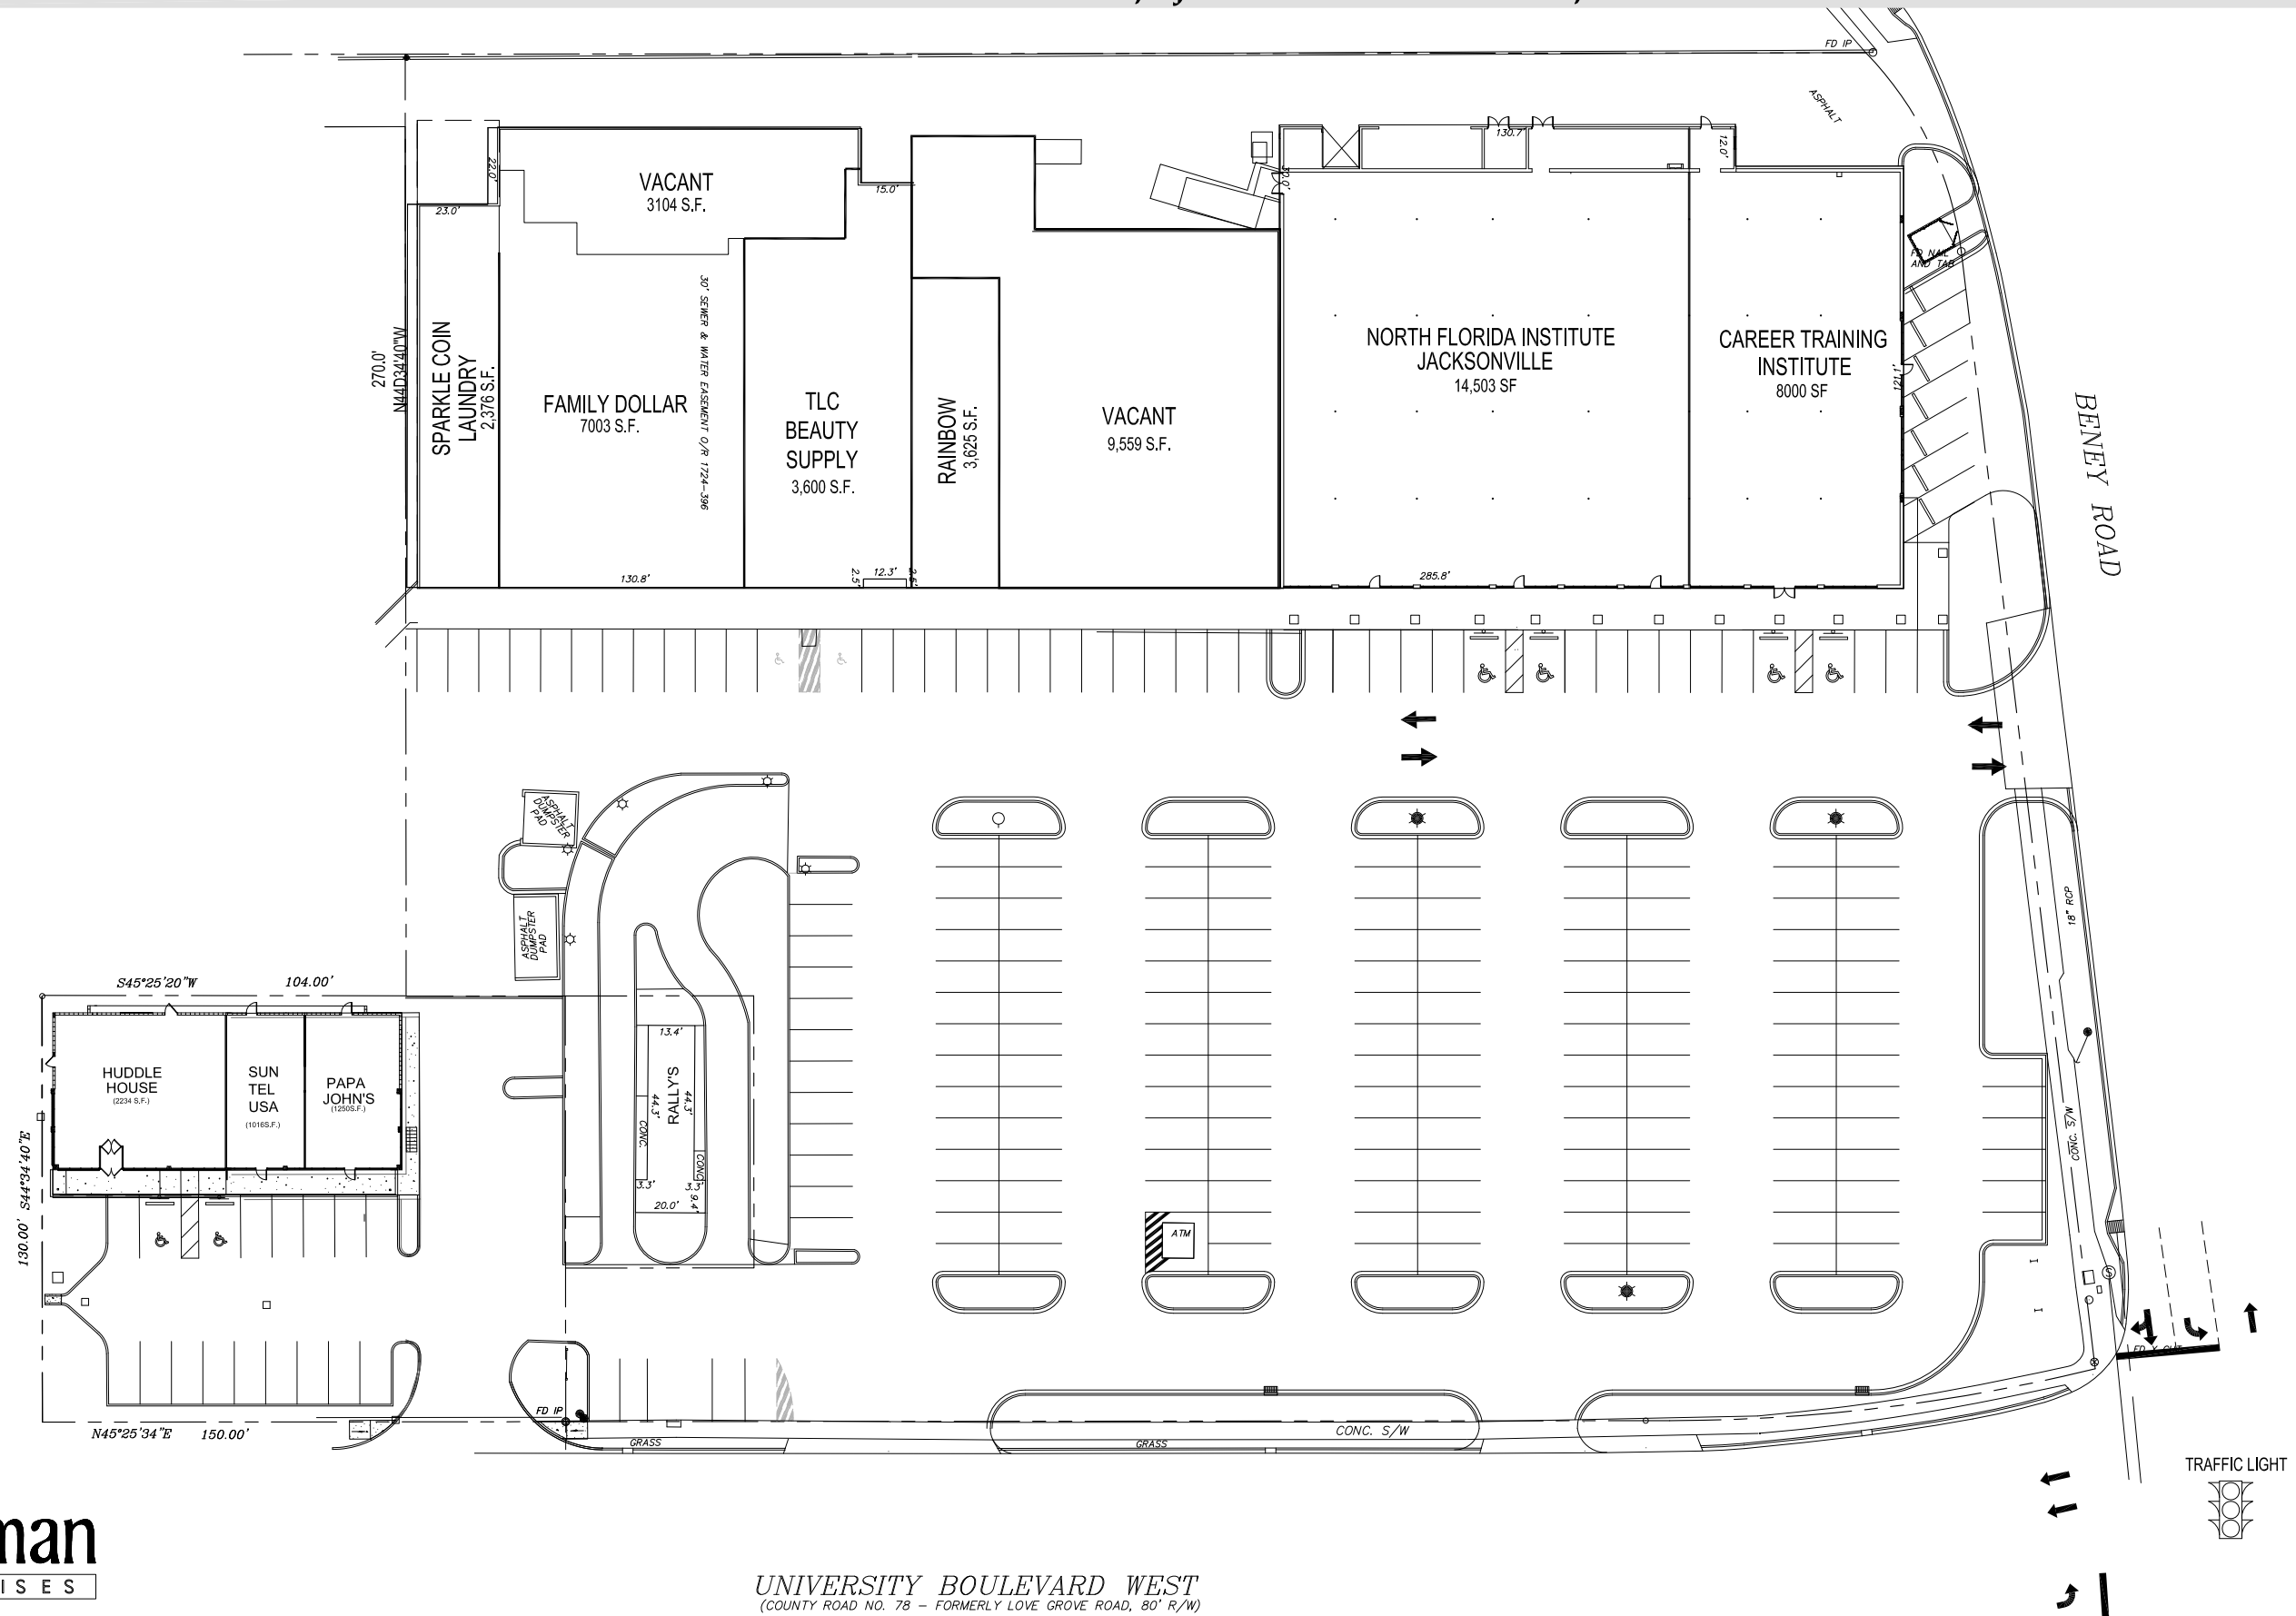 FD IP
ASPHALT
130.7'
12.0'
22.0'
VACANT
3104 S.F.
15.0'
23.0'
30.0'
FD NAIL
AND TAB
270.0'
N44D34'40"W
SPARKLE COIN
LAUNDRY
2,376 S.F.
FAMILY DOLLAR
7003 S.F.
30' SEWER & WATER EASEMENT O/R 1724-396
TLC
BEAUTY
SUPPLY
3,600 S.F.
RAINBOW
3,625 S.F.
VACANT
9,559 S.F.
NORTH FLORIDA INSTITUTE
JACKSONVILLE
14,503 SF
CAREER TRAINING
INSTITUTE
8000 SF
121.1'
BENEY ROAD
130.8'
2.5'
12.3'
285.8'
ASPHALT
DUMPSTER
PAD
ASPHALT
DUMPSTER
PAD
18" RCP
S45°25'20"W
104.00'
HUDDLE
HOUSE
(2234 S.F.)
SUN
TEL
USA
(1016S.F.)
PAPA
JOHN'S
(1250S.F.)
13.4'
RALLY'S
44.3'
44.3'
CONC.
CONC.
3.3'
3.3'
9.4'
20.0'
CONC. S/W
130.00' S44°34'40"E
ATM
S
FD IP
N45°25'34"E
150.00'
GRASS
GRASS
CONC. S/W
TRAFFIC LIGHT
man
ISES
UNIVERSITY BOULEVARD WEST
(COUNTY ROAD NO. 78 – FORMERLY LOVE GROVE ROAD, 80' R/W)